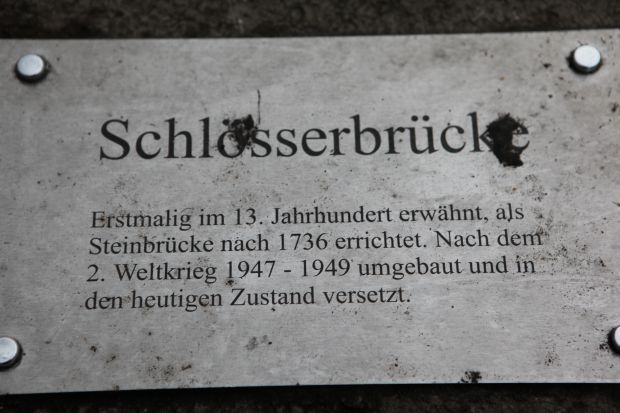 Schlösserbrücke
Erstmalig im 13. Jahrhundert erwähnt, als
Steinbrücke nach 1736 errichtet. Nach dem
2. Weltkrieg 1947 - 1949 umgebaut und in
den heutigen Zustand versetzt.